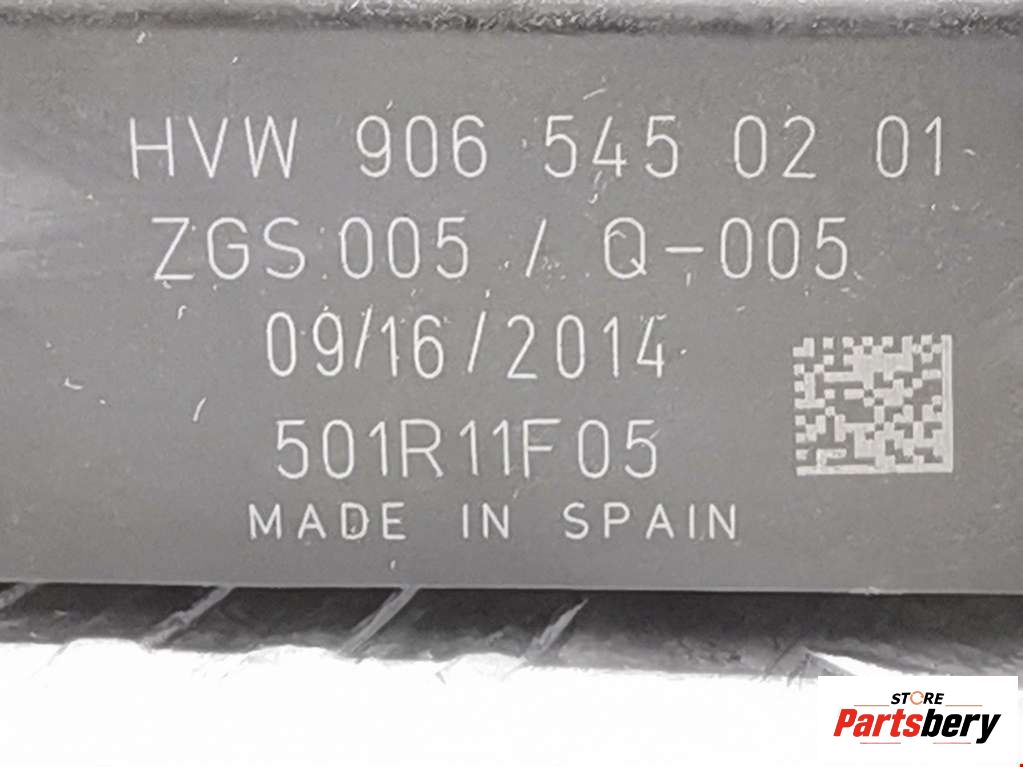 HVW 906 545 02 01
ZGS 005 / Q-005
09/16/2014
501R11F05
MADE IN SPAIN
STORE
Partsbery